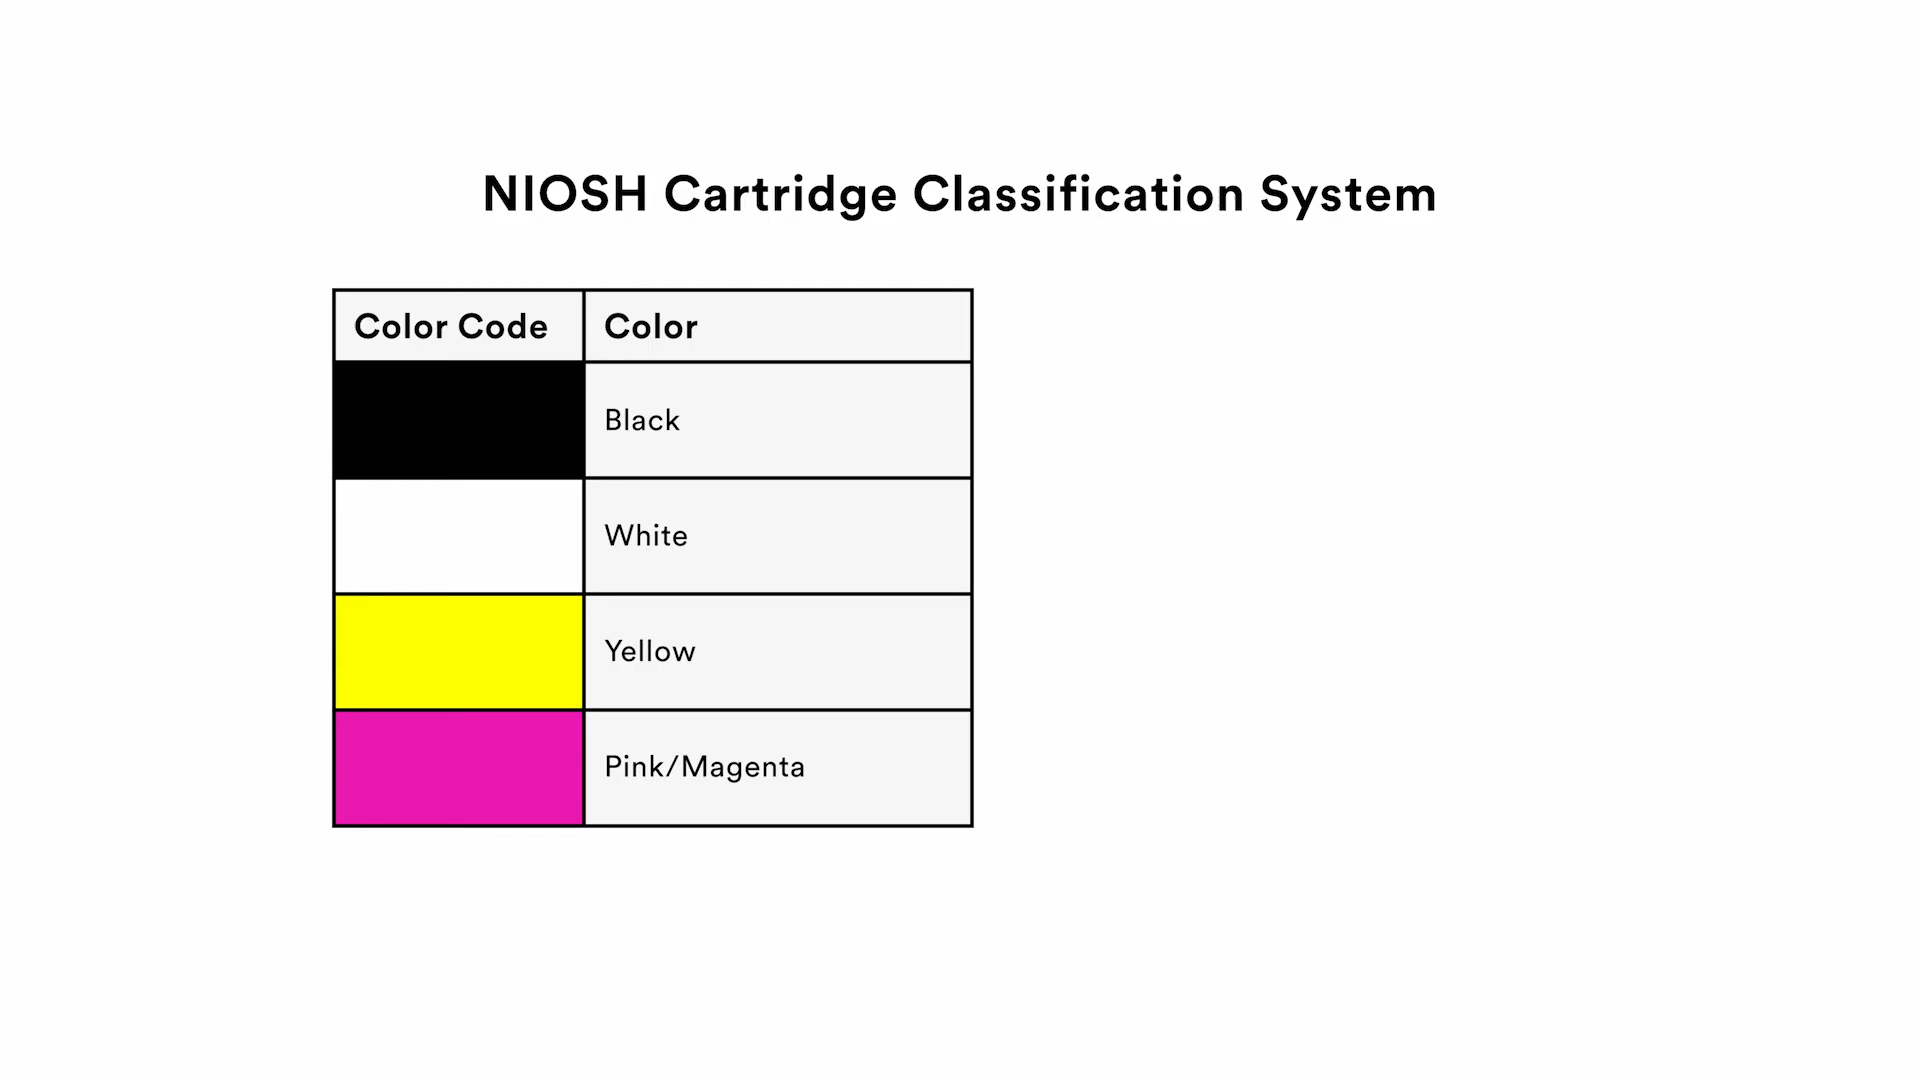 NIOSH Cartridge Classification System
Color Code Color
Black
White
Yellow
Pink/Magenta